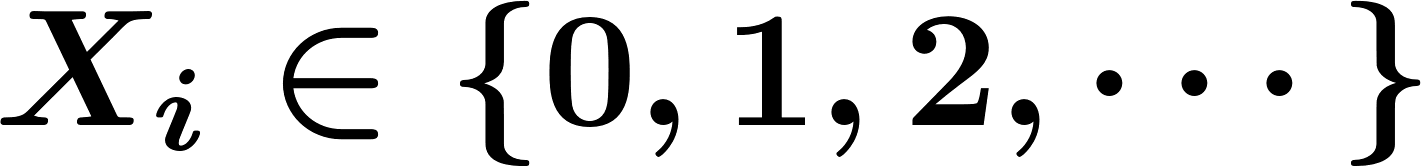 X_i ∈ {0, 1, 2, ⋯ }